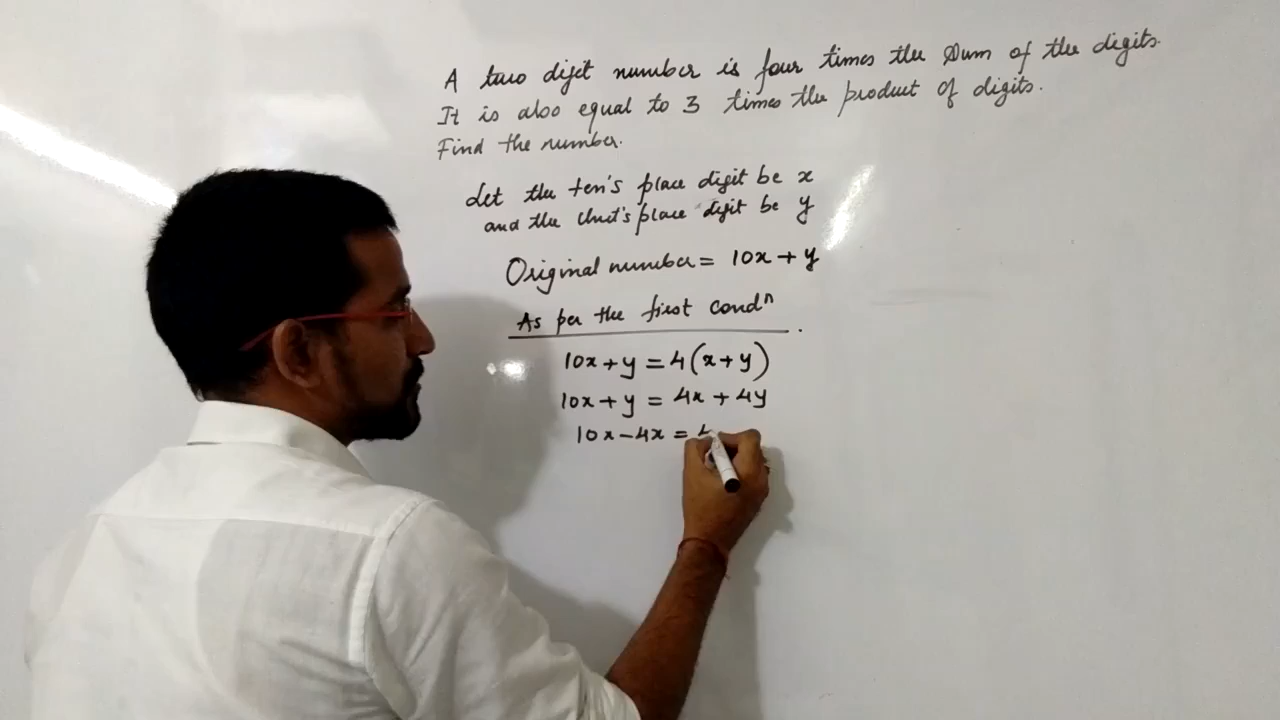 A two digit number is four times the Sum of the digits.
It is also equal to 3 times the product of digits.
Find the number.
Let the ten's place digit be x
and the Unit's place digit be y
Original number = 10x + y
As per the first condⁿ.
10x + y = 4(x + y)
10x + y = 4x + 4y
10x - 4x = 4